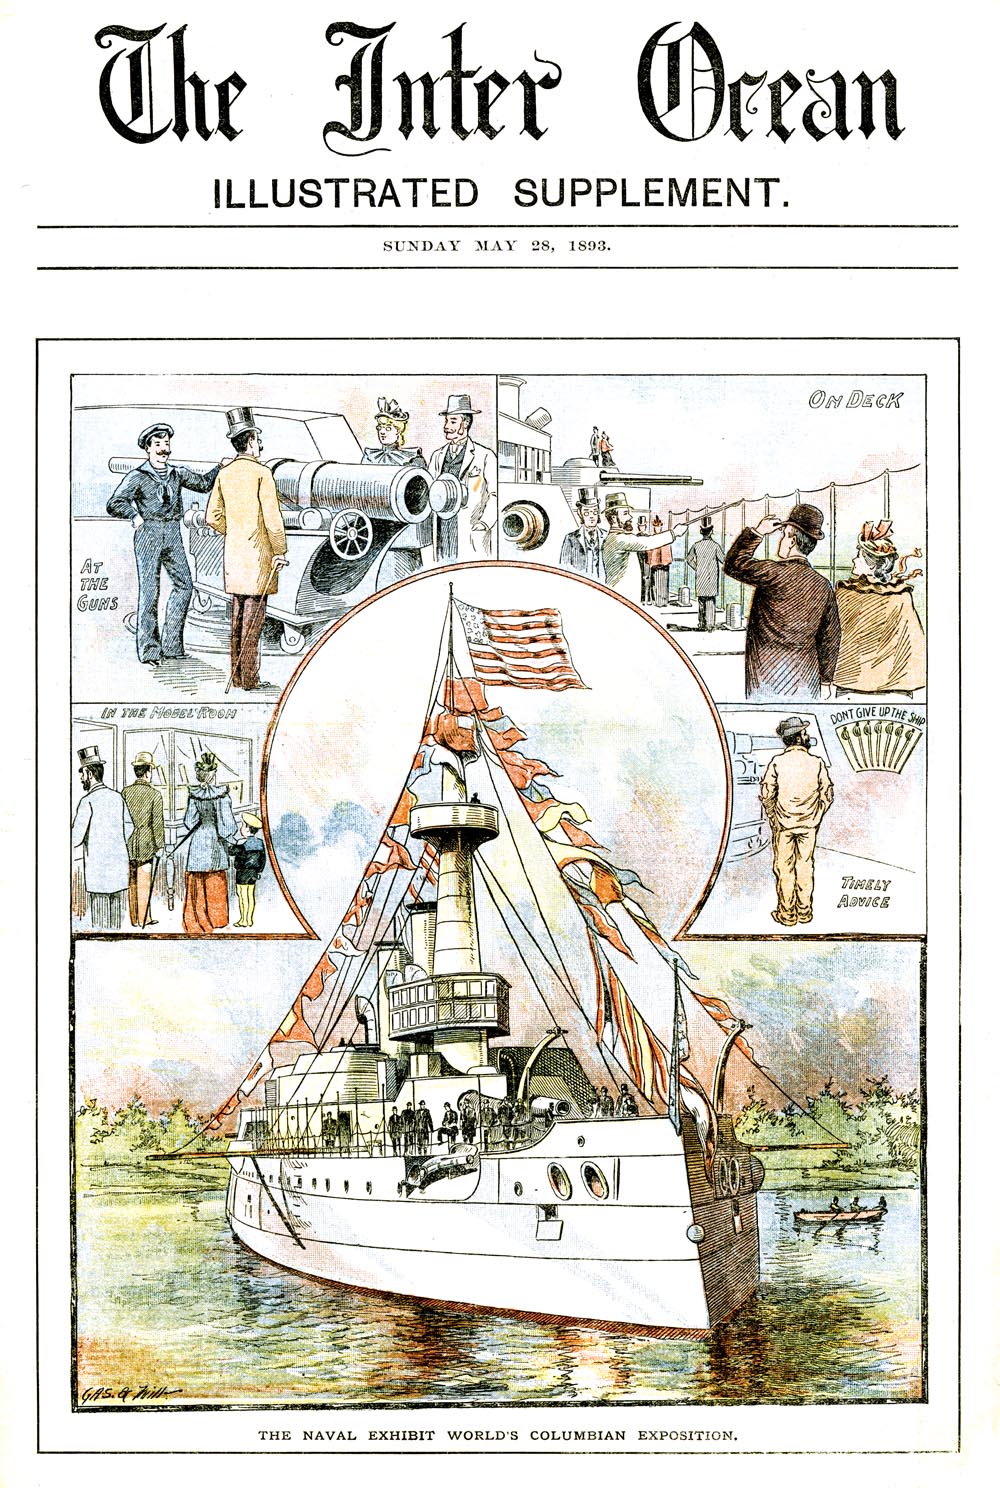 The Inter Ocean
ILLUSTRATED SUPPLEMENT.
SUNDAY MAY 28, 1893.
AT
THE
GUNS
ON DECK
IN THE MODEL ROOM
DONT GIVE UP THE SHIP
TIMELY
ADVICE
THE NAVAL EXHIBIT WORLD'S COLUMBIAN EXPOSITION.